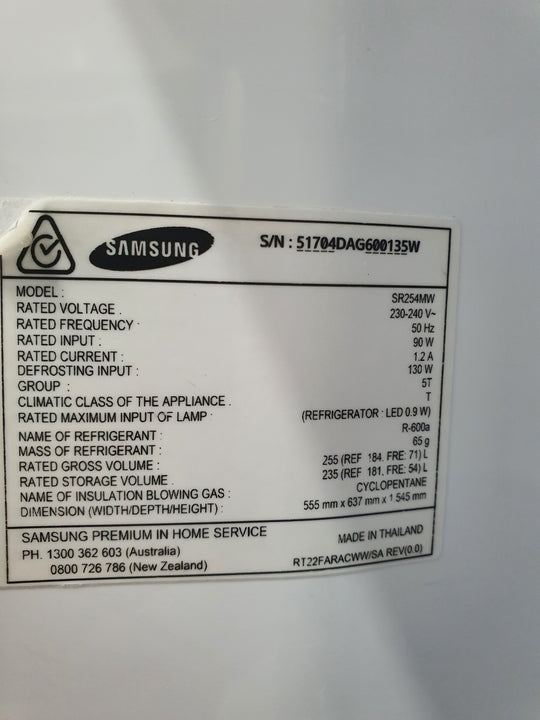 SAMSUNG S/N : 51704DAG600135W
MODEL : SR254MW
RATED VOLTAGE : 230-240 V~
RATED FREQUENCY : 50 Hz
RATED INPUT : 90 W
RATED CURRENT : 1.2 A
DEFROSTING INPUT : 130 W
GROUP : 5T
CLIMATIC CLASS OF THE APPLIANCE : T
RATED MAXIMUM INPUT OF LAMP : (REFRIGERATOR : LED 0.9 W)
NAME OF REFRIGERANT : R-600a
MASS OF REFRIGERANT : 65 g
RATED GROSS VOLUME : 255 (REF 184, FRE: 71) L
RATED STORAGE VOLUME : 235 (REF 181, FRE: 54) L
NAME OF INSULATION BLOWING GAS : CYCLOPENTANE
DIMENSION (WIDTH/DEPTH/HEIGHT) : 555 mm x 637 mm x 1 545 mm
SAMSUNG PREMIUM IN HOME SERVICE
PH. 1300 362 603 (Australia) MADE IN THAILAND
0800 726 786 (New Zealand) RT22FARACWW/SA REV(0.0)